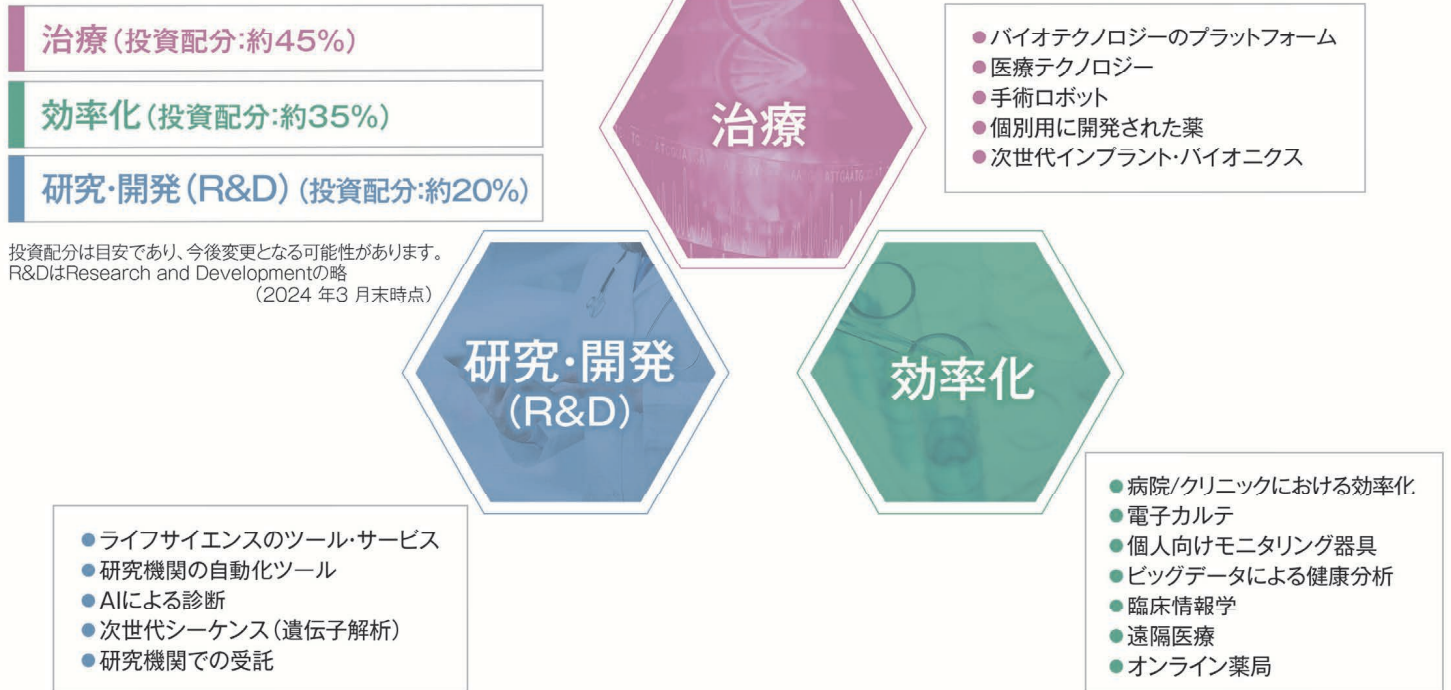 治療(投資配分:約45%)
効率化(投資配分:約35%)
研究・開発(R&D)(投資配分:約20%)
投資配分は目安であり、今後変更となる可能性があります。
R&DはResearch and Developmentの略
(2024 年3 月末時点)
治療
●バイオテクノロジーのプラットフォーム
●医療テクノロジー
●手術ロボット
●個別用に開発された薬
●次世代インプラント・バイオニクス
研究・開発
(R&D)
効率化
●ライフサイエンスのツール・サービス
●研究機関の自動化ツール
●AIによる診断
●次世代シーケンス(遺伝子解析)
●研究機関での受託
●病院/クリニックにおける効率化
●電子カルテ
●個人向けモニタリング器具
●ビッグデータによる健康分析
●臨床情報学
●遠隔医療
●オンライン薬局